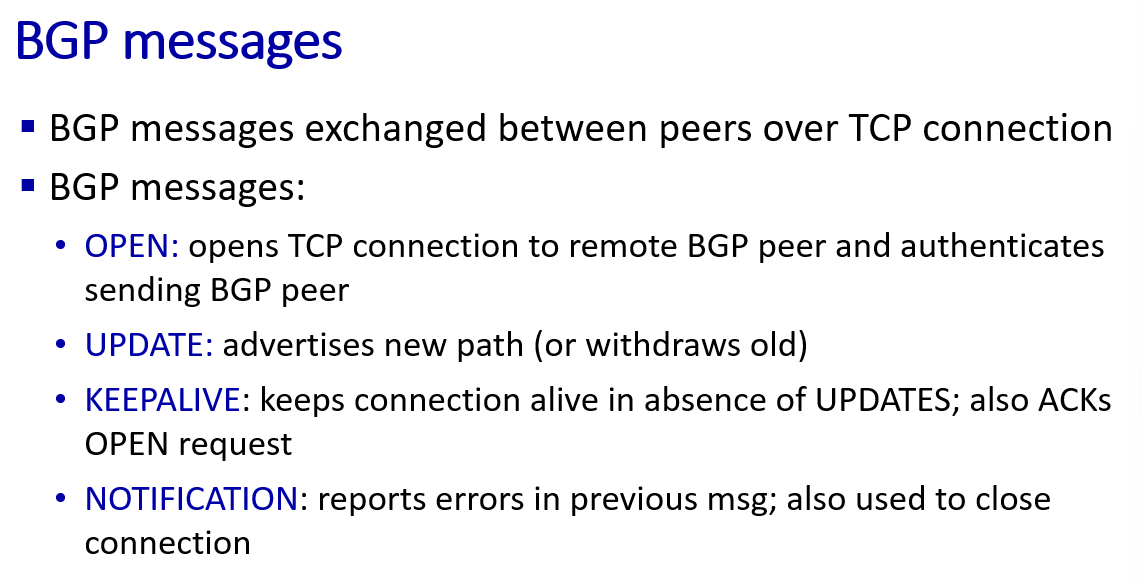 BGP messages
▪ BGP messages exchanged between peers over TCP connection
▪ BGP messages:
• OPEN: opens TCP connection to remote BGP peer and authenticates
sending BGP peer
• UPDATE: advertises new path (or withdraws old)
• KEEPALIVE: keeps connection alive in absence of UPDATES; also ACKs
OPEN request
• NOTIFICATION: reports errors in previous msg; also used to close
connection